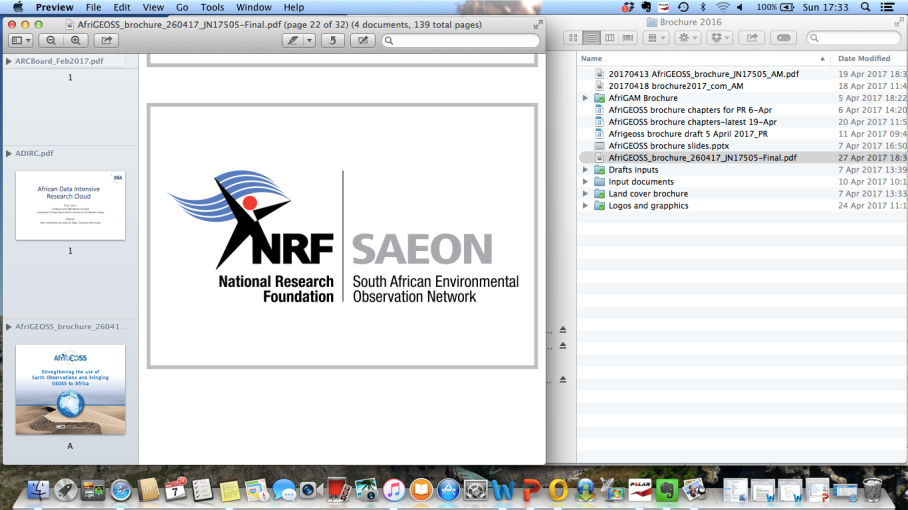 Preview File Edit View Go Tools Window Help
100% Sun 17:33
AfriGEOSS_brochure_260417_JN17505-Final.pdf (page 22 of 32) (4 documents, 139 total pages)
ARCBoard_Feb2017.pdf
1
ADIRC.pdf
African Data Intensive
Research Cloud
1
AfriGEOSS_brochure_26041...
AfriGEOSS
Strengthening the use of
Earth Observations and bringing
GEOSS to Africa
A
NRF SAEON
National Research
Foundation
South African Environmental
Observation Network
Brochure 2016
Name Date Modified
20170413 AfriGEOSS_brochure_JN17505_AM.pdf 19 Apr 2017 18:3
20170418 brochure2017_com_AM 18 Apr 2017 11:4
AfriGAM Brochure 5 Apr 2017 18:22
AfriGEOSS brochure chapters for PR 6-Apr 6 Apr 2017 14:20
AfriGEOSS brochure chapters-latest 19-Apr 20 Apr 2017 11:5
Afrigeoss brochure draft 5 April 2017_PR 11 Apr 2017 09:4
AfriGEOSS brochure slides.pptx 7 Apr 2017 16:50
AfriGEOSS_brochure_260417_JN17505-Final.pdf 27 Apr 2017 18:3
Drafts inputs 7 Apr 2017 13:39
Input documents 10 Apr 2017 10:1
Land cover brochure 7 Apr 2017 13:33
Logos and grapphics 24 Apr 2017 11:1
7
POLAR